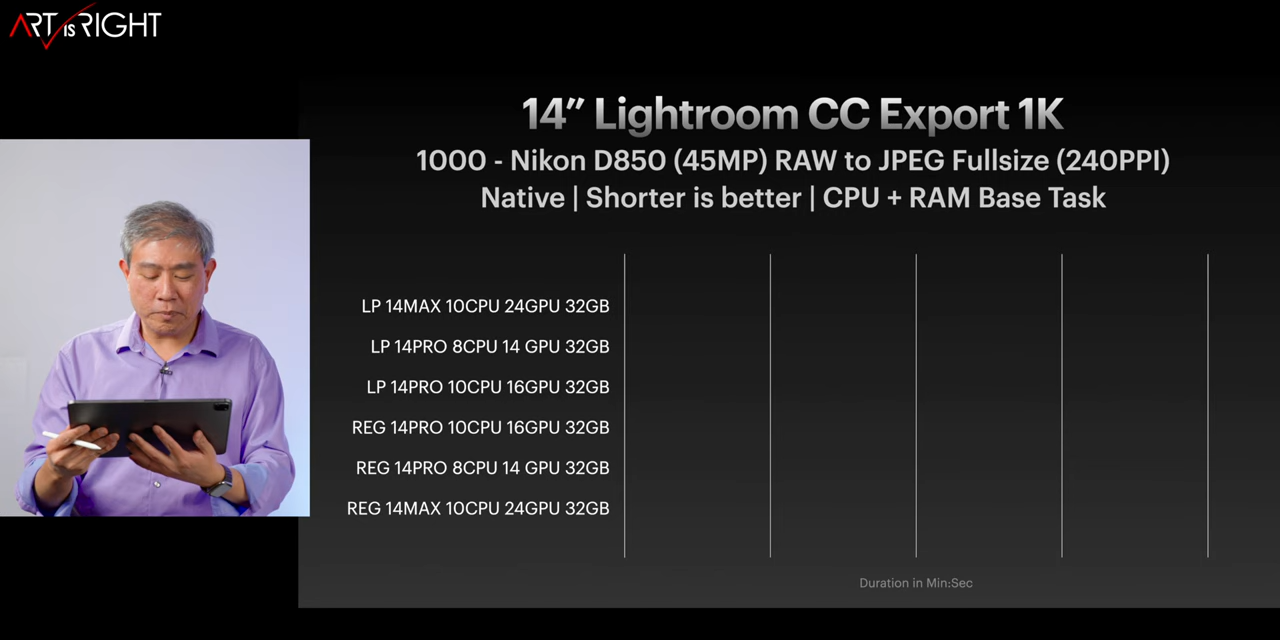 ART IS RIGHT
14” Lightroom CC Export 1K
1000 - Nikon D850 (45MP) RAW to JPEG Fullsize (240PPI)
Native | Shorter is better | CPU + RAM Base Task
LP 14MAX 10CPU 24GPU 32GB
LP 14PRO 8CPU 14 GPU 32GB
LP 14PRO 10CPU 16GPU 32GB
REG 14PRO 10CPU 16GPU 32GB
REG 14PRO 8CPU 14 GPU 32GB
REG 14MAX 10CPU 24GPU 32GB
Duration in Min:Sec